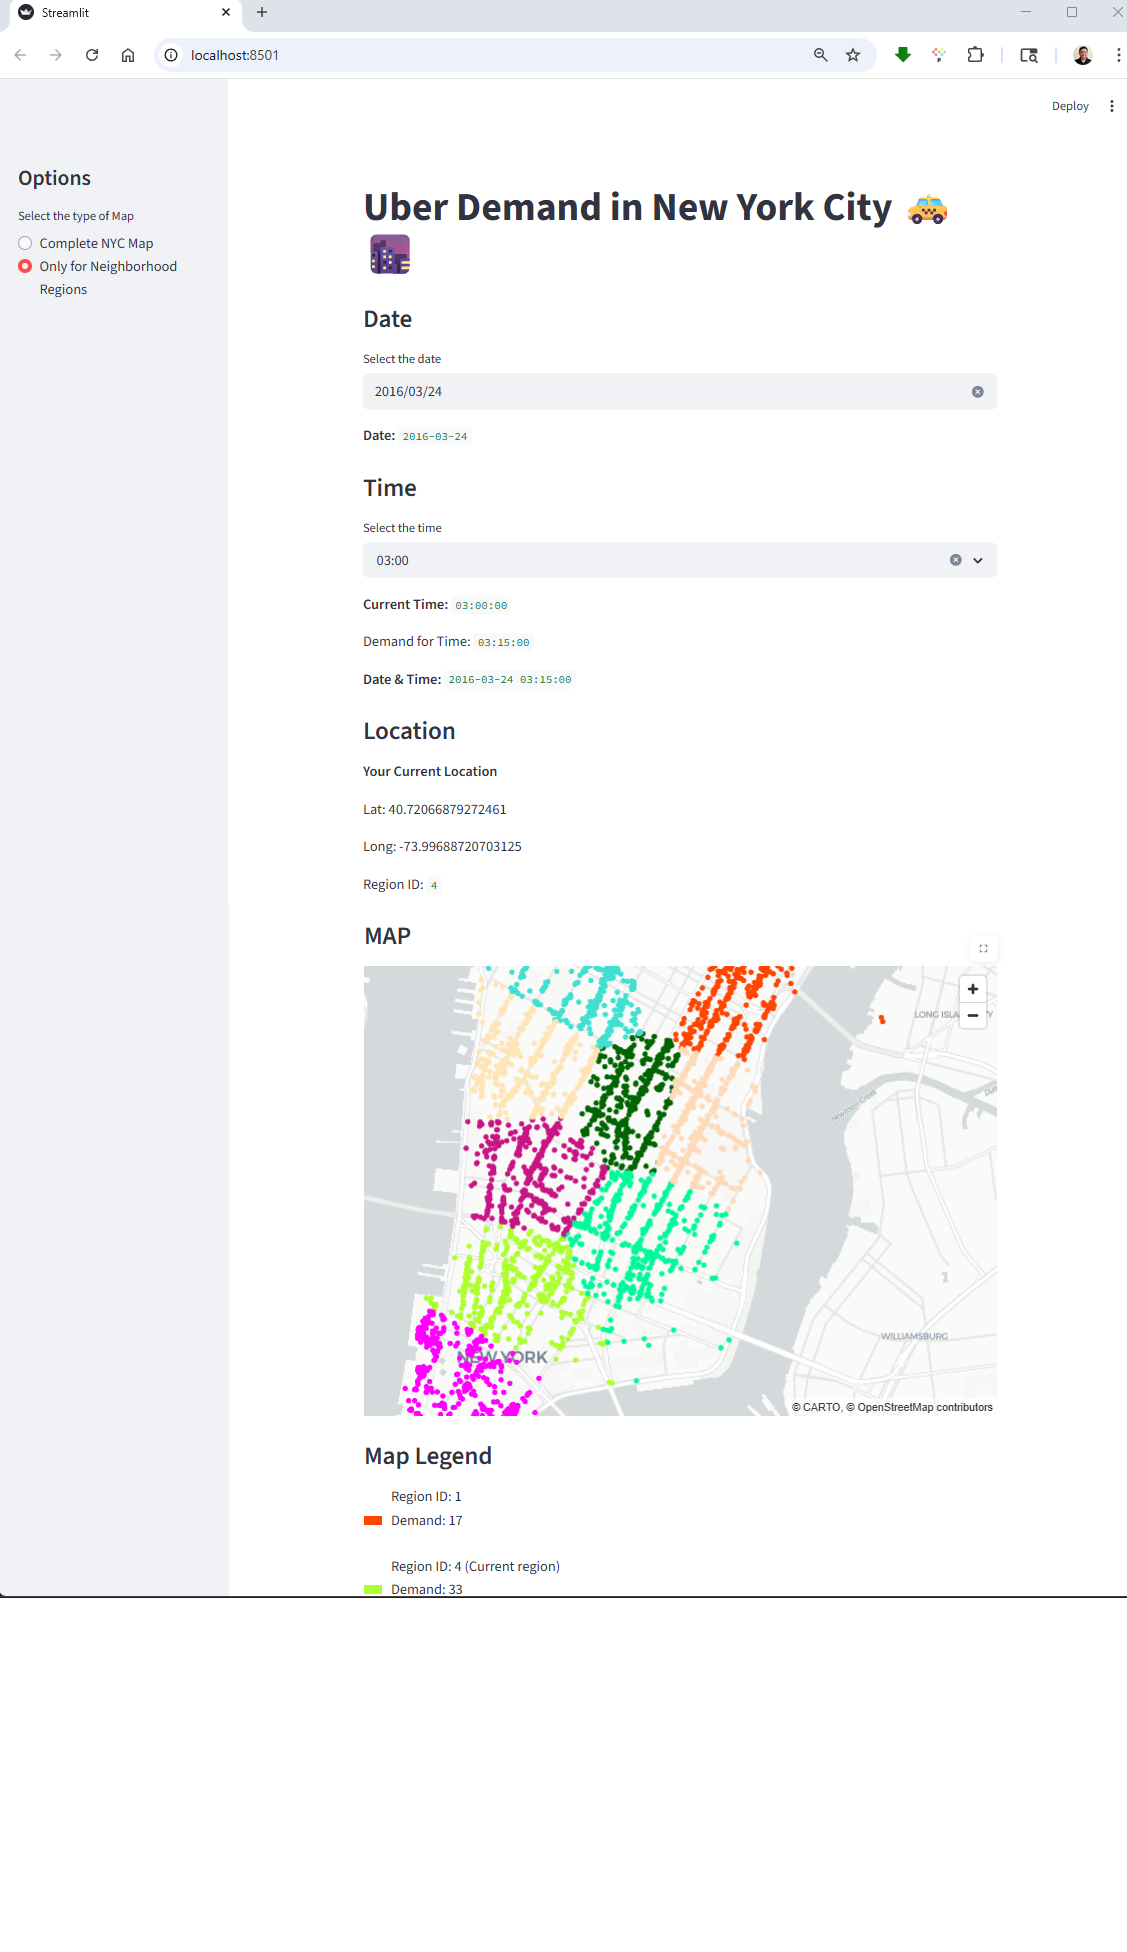 Streamlit
localhost:8501
Deploy
Options
Select the type of Map
Complete NYC Map
Only for Neighborhood
Regions
Uber Demand in New York City
Date
Select the date
2016/03/24
Date: 2016-03-24
Time
Select the time
03:00
Current Time: 03:00:00
Demand for Time: 03:15:00
Date & Time: 2016-03-24 03:15:00
Location
Your Current Location
Lat: 40.72066879272461
Long: -73.99688720703125
Region ID: 4
MAP
Newtown Creek
WILLIAMSBURG
NEW YORK
© CARTO, © OpenStreetMap contributors
Map Legend
Region ID: 1
Demand: 17
Region ID: 4 (Current region)
Demand: 33